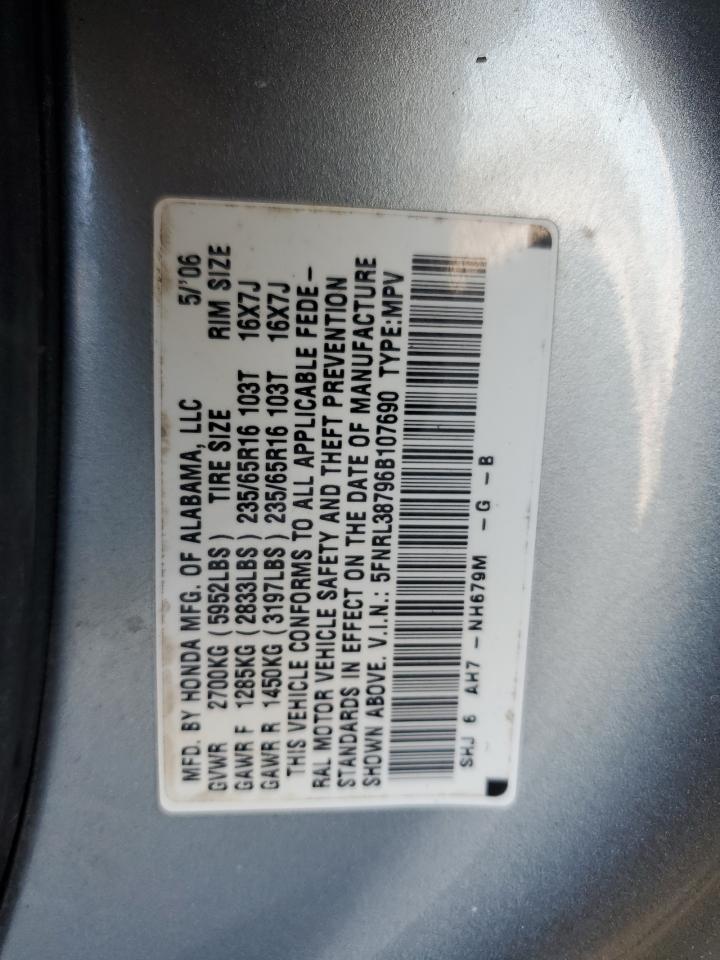 MFD. BY HONDA MFG. OF ALABAMA, LLC 5/'06
GVWR 2700KG (5952LBS) TIRE SIZE RIM SIZE
GAWR F 1285KG (2833LBS) 235/65R16 103T 16X7J
GAWR R 1450KG (3197LBS) 235/65R16 103T 16X7J
THIS VEHICLE CONFORMS TO ALL APPLICABLE FEDE-
RAL MOTOR VEHICLE SAFETY AND THEFT PREVENTION
STANDARDS IN EFFECT ON THE DATE OF MANUFACTURE
SHOWN ABOVE. V.I.N.: 5FNRL38796B107690 TYPE:MPV
SHJ 6 AH7 -NH679M -G -B